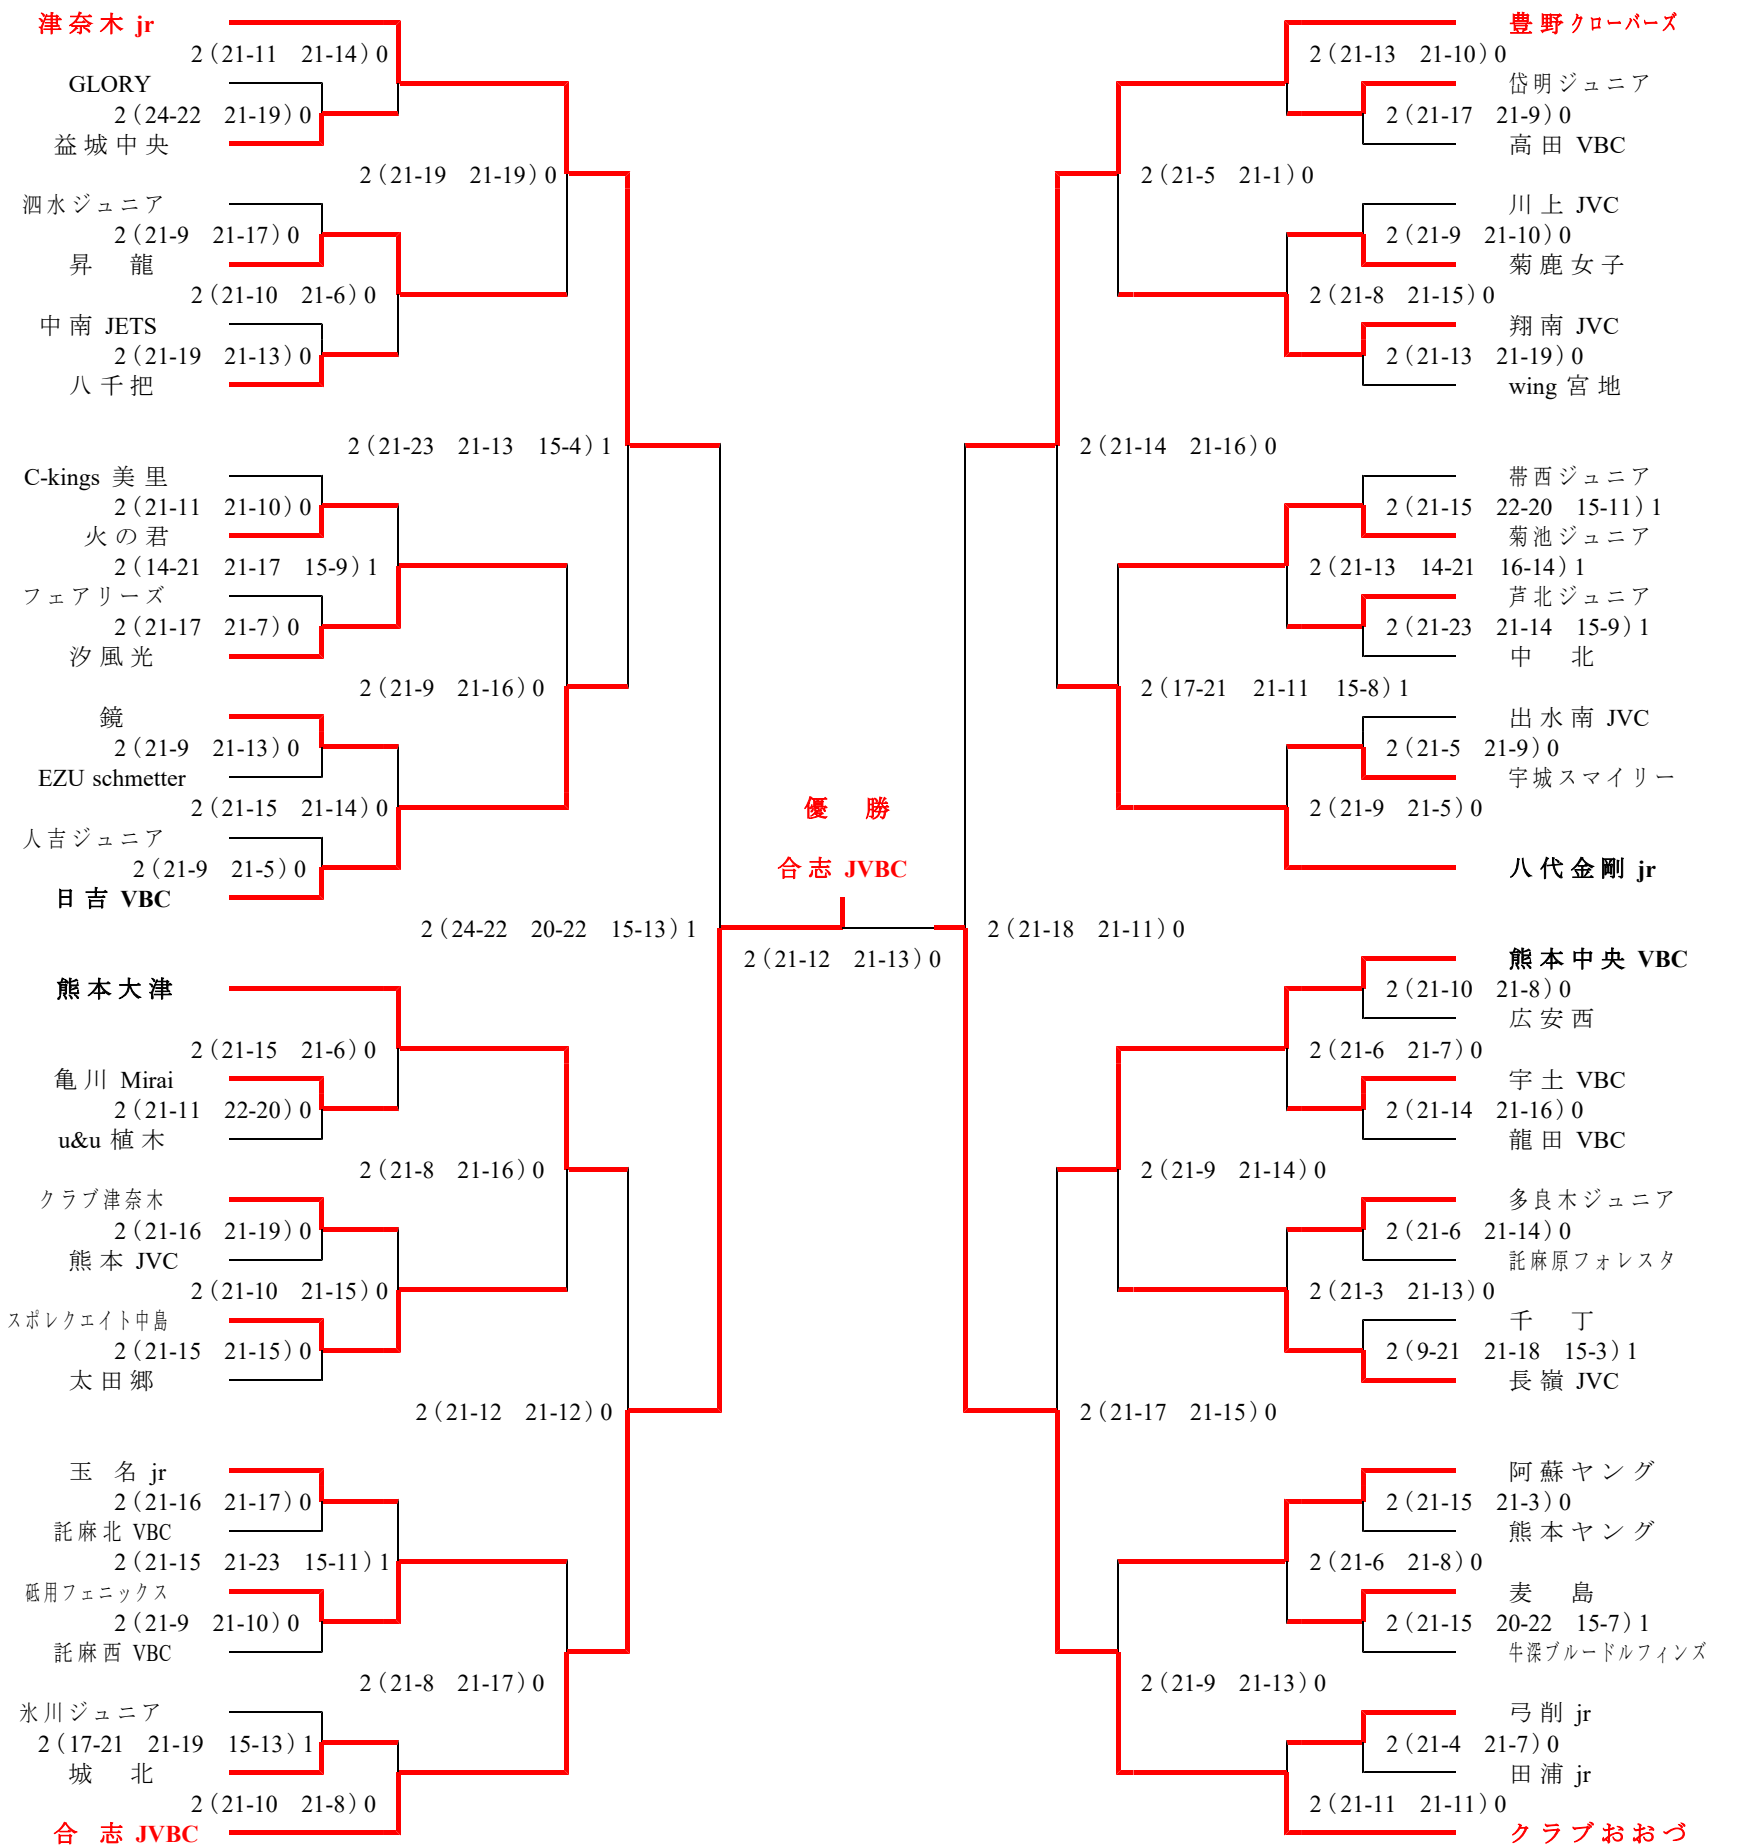 津奈木 jr
2（21-11　21-14）0
GLORY
2（24-22　21-19）0
益城中央
2（21-19　21-19）0
泗水ジュニア
2（21-9　21-17）0
昇　龍
2（21-10　21-6）0
中南 JETS
2（21-19　21-13）0
八千把
2（21-23　21-13　15-4）1
C-kings 美里
2（21-11　21-10）0
火の君
2（14-21　21-17　15-9）1
フェアリーズ
2（21-17　21-7）0
汐風光
2（21-9　21-16）0
鏡
2（21-9　21-13）0
EZU schmetter
2（21-15　21-14）0
人吉ジュニア
2（21-9　21-5）0
日吉 VBC
2（24-22　20-22　15-13）1
熊本大津
2（21-15　21-6）0
亀川 Mirai
2（21-11　22-20）0
u&u 植木
2（21-8　21-16）0
クラブ津奈木
2（21-16　21-19）0
熊本 JVC
2（21-10　21-15）0
スポレクエイト中島
2（21-15　21-15）0
太田郷
2（21-12　21-12）0
玉名 jr
2（21-16　21-17）0
託麻北 VBC
2（21-15　21-23　15-11）1
砥用フェニックス
2（21-9　21-10）0
託麻西 VBC
2（21-8　21-17）0
氷川ジュニア
2（17-21　21-19　15-13）1
城　北
2（21-10　21-8）0
合志 JVBC
優　勝
合志 JVBC
2（21-12　21-13）0
豊野クローバーズ
2（21-13　21-10）0
岱明ジュニア
2（21-17　21-9）0
高田 VBC
2（21-5　21-1）0
川上 JVC
2（21-9　21-10）0
菊鹿女子
2（21-8　21-15）0
翔南 JVC
2（21-13　21-19）0
wing 宮地
2（21-14　21-16）0
帯西ジュニア
2（21-15　22-20　15-11）1
菊池ジュニア
2（21-13　14-21　16-14）1
芦北ジュニア
2（21-23　21-14　15-9）1
中　北
2（17-21　21-11　15-8）1
出水南 JVC
2（21-5　21-9）0
宇城スマイリー
2（21-9　21-5）0
八代金剛 jr
2（21-18　21-11）0
熊本中央 VBC
2（21-10　21-8）0
広安西
2（21-6　21-7）0
宇土 VBC
2（21-14　21-16）0
龍田 VBC
2（21-9　21-14）0
多良木ジュニア
2（21-6　21-14）0
託麻原フォレスタ
2（21-3　21-13）0
千　丁
2（9-21　21-18　15-3）1
長嶺 JVC
2（21-17　21-15）0
阿蘇ヤング
2（21-15　21-3）0
熊本ヤング
2（21-6　21-8）0
麦　島
2（21-15　20-22　15-7）1
牛深ブルードルフィンズ
2（21-9　21-13）0
弓削 jr
2（21-4　21-7）0
田浦 jr
2（21-11　21-11）0
クラブおおづ